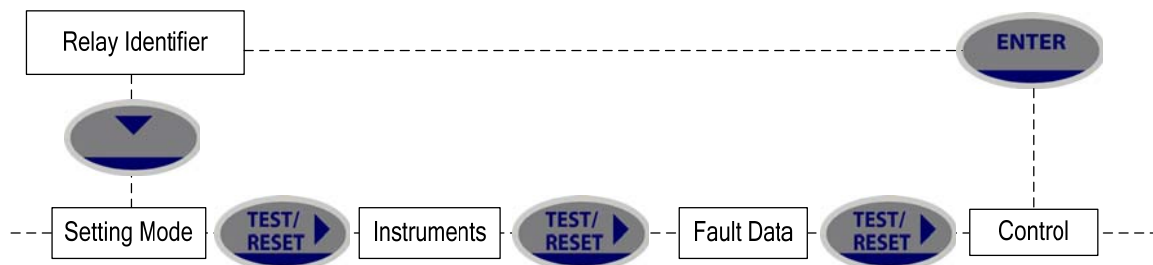 Relay Identifier
ENTER
Setting Mode
TEST/
RESET
Instruments
TEST/
RESET
Fault Data
TEST/
RESET
Control